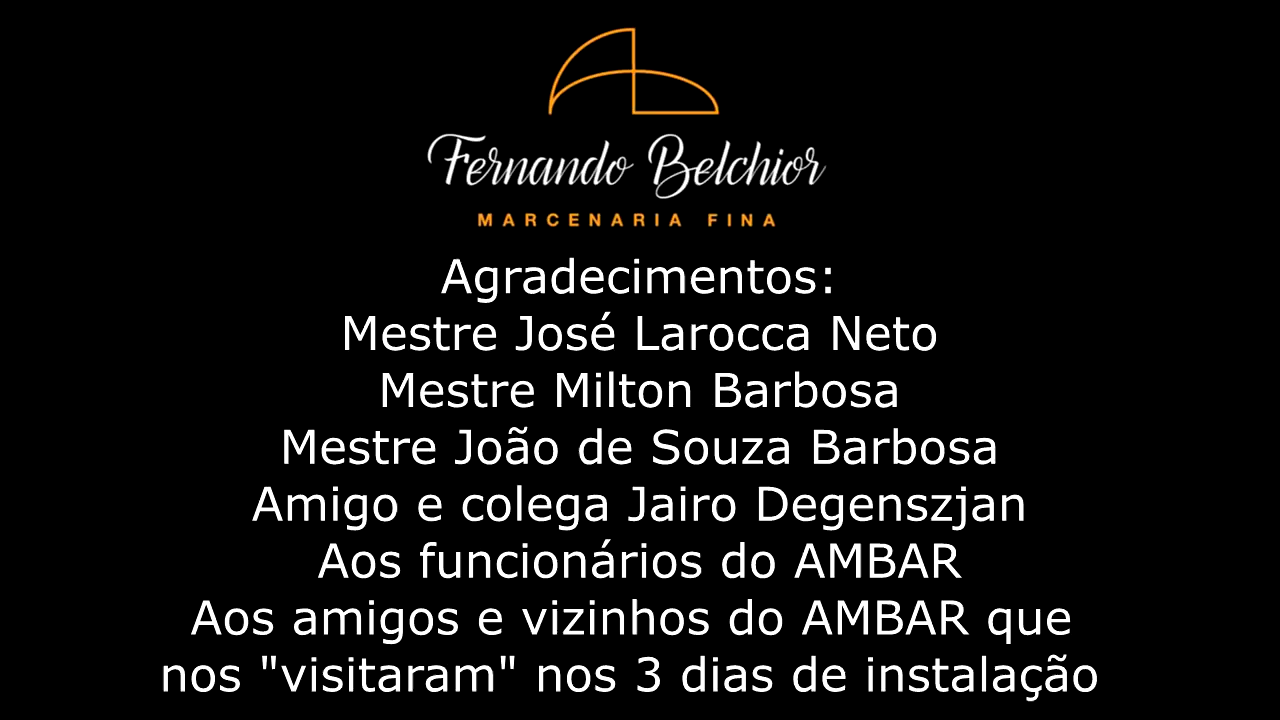 Fernando Belchior
MARCENARIA FINA
Agradecimentos:
Mestre José Larocca Neto
Mestre Milton Barbosa
Mestre João de Souza Barbosa
Amigo e colega Jairo Degenszjan
Aos funcionários do AMBAR
Aos amigos e vizinhos do AMBAR que
nos "visitaram" nos 3 dias de instalação